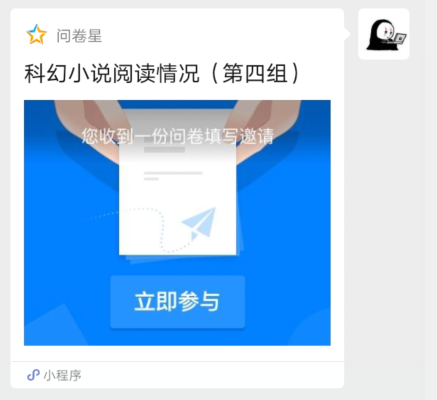 问卷星
科幻小说阅读情况（第四组）
您收到一份问卷填写邀请
立即参与
小程序